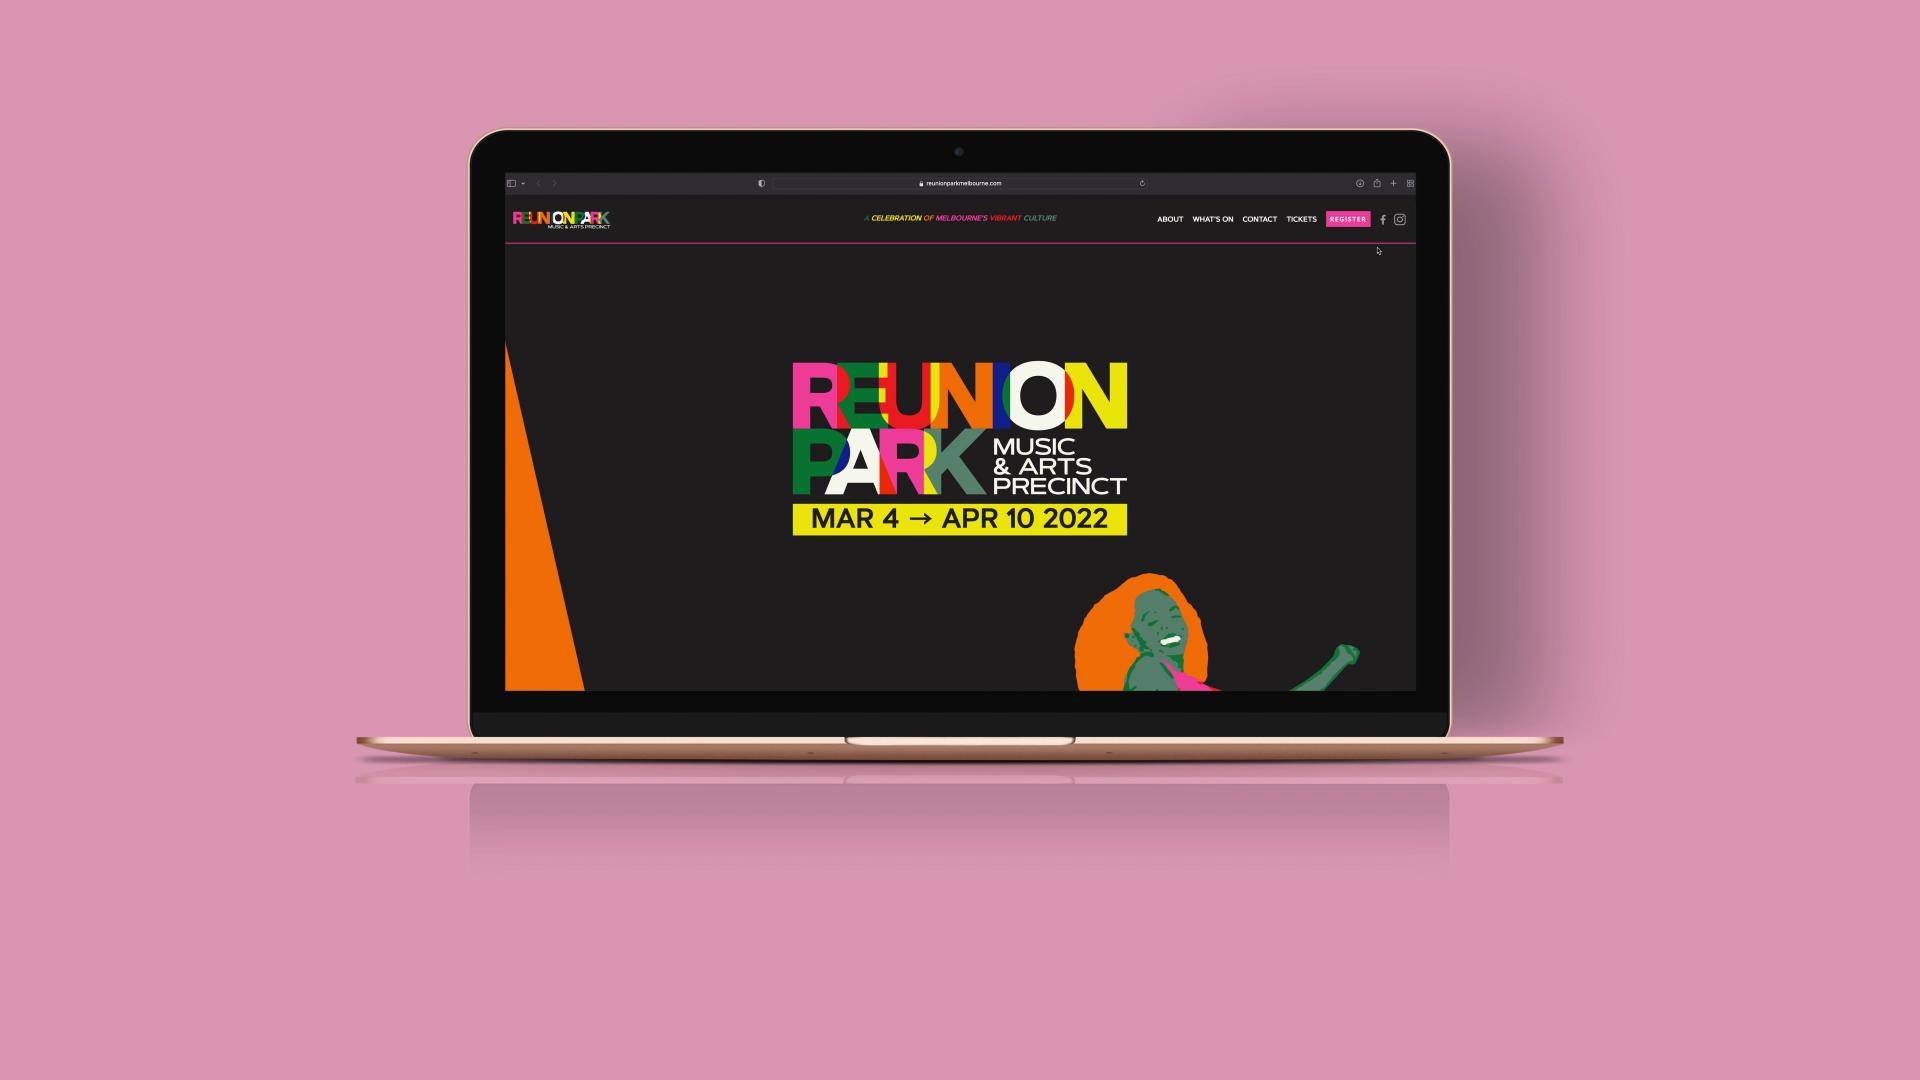 reunionparkmelbourne.com
REUNION PARK
MUSIC & ARTS PRECINCT
A CELEBRATION OF MELBOURNE'S VIBRANT CULTURE
ABOUT WHAT'S ON CONTACT TICKETS REGISTER
REUNION
PARK
MUSIC
& ARTS
PRECINCT
MAR 4 → APR 10 2022